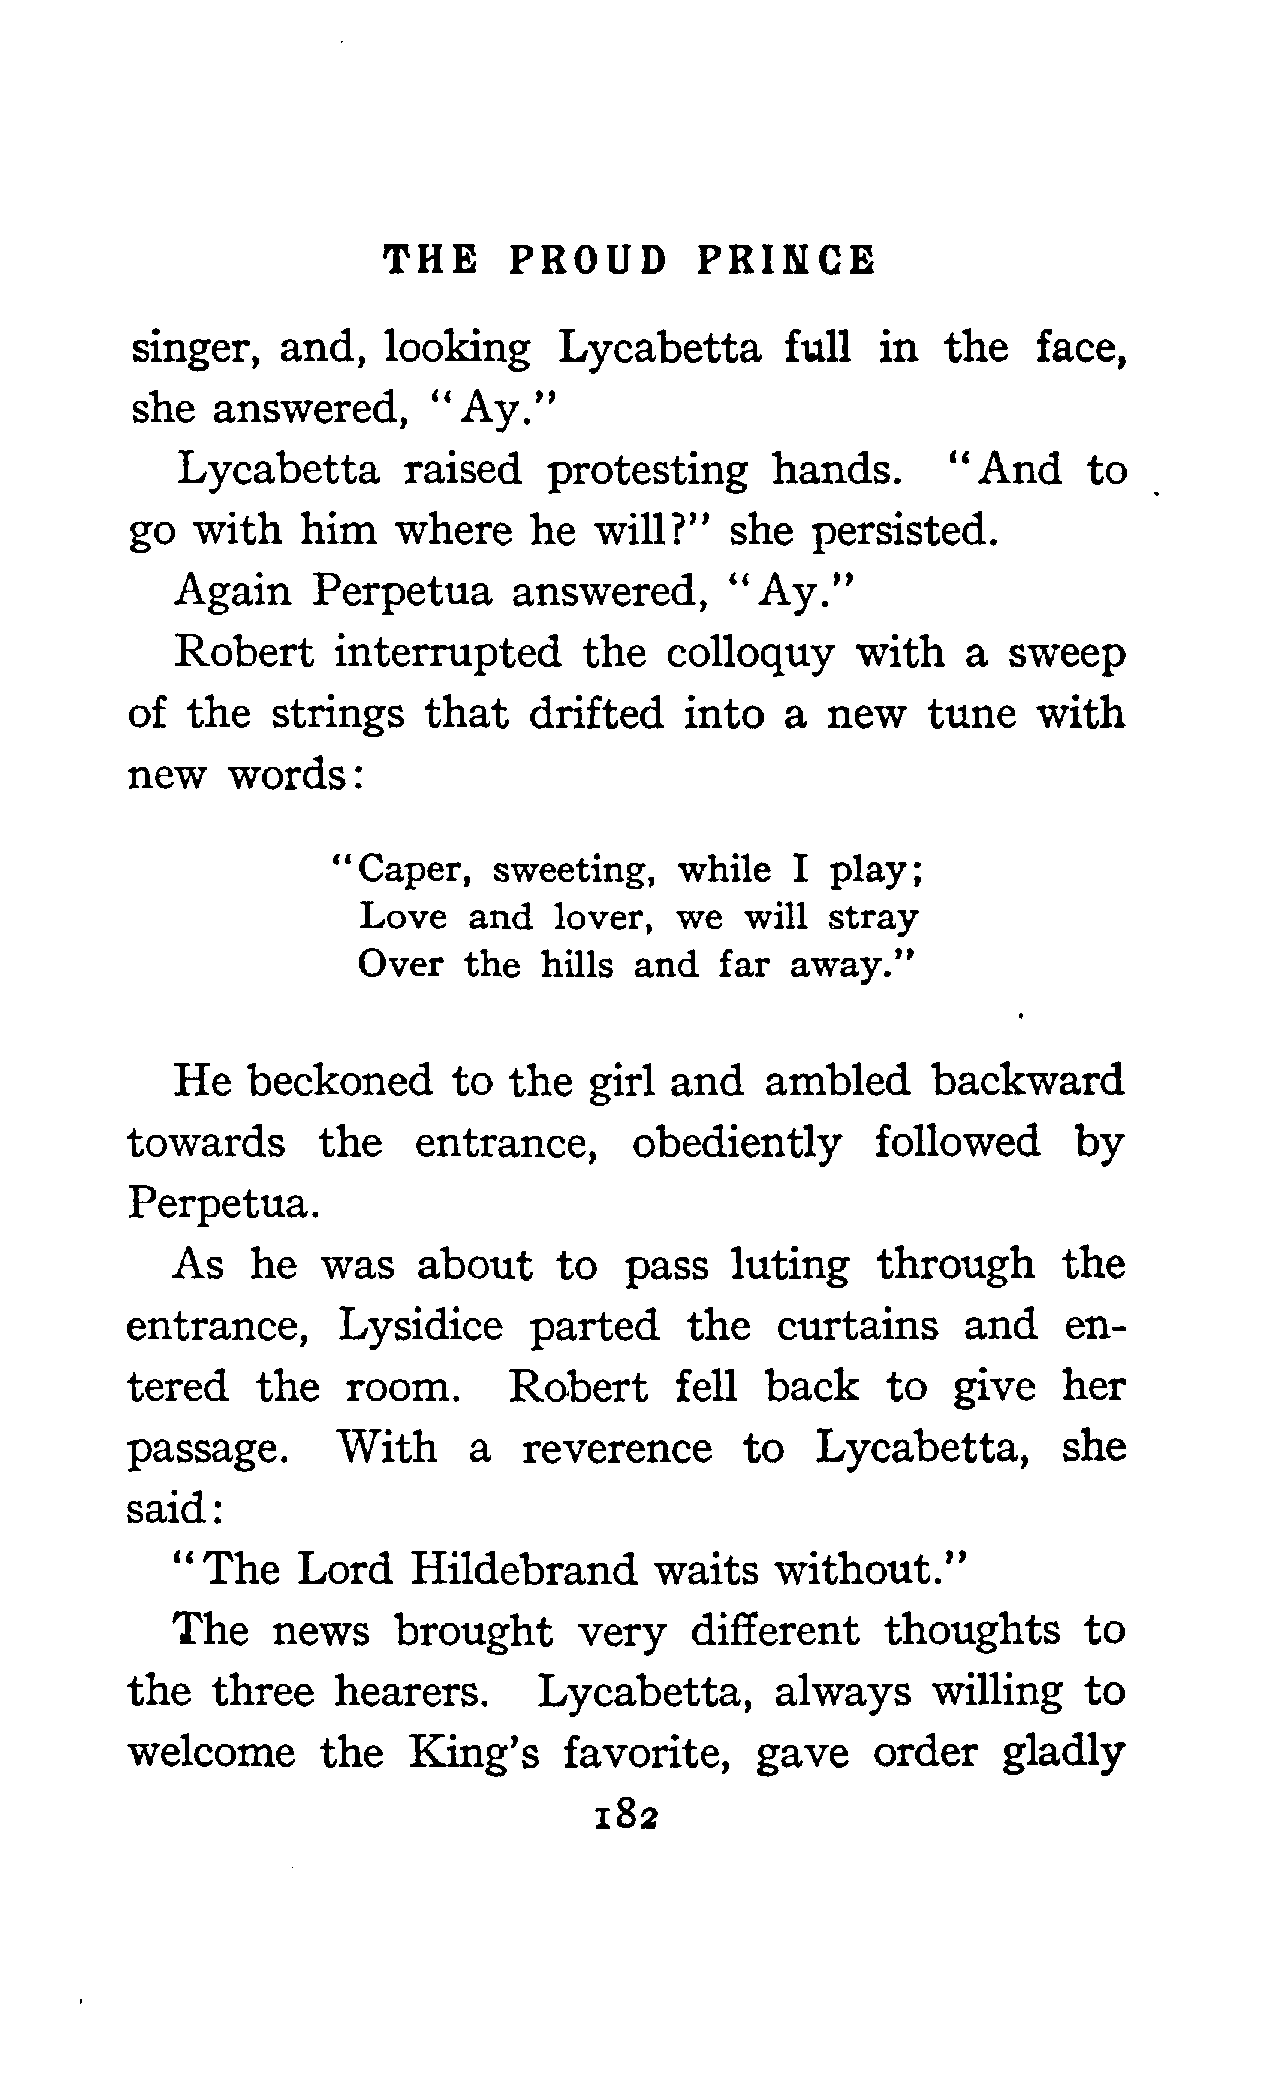 THE PROUD PRINCE
singer, and, looking Lycabetta full in the face,
she answered, "Ay."
Lycabetta raised protesting hands. "And to
go with him where he will?" she persisted.
Again Perpetua answered, "Ay."
Robert interrupted the colloquy with a sweep
of the strings that drifted into a new tune with
new words:
"Caper, sweeting, while I play;
Love and lover, we will stray
Over the hills and far away."
He beckoned to the girl and ambled backward
towards the entrance, obediently followed by
Perpetua.
As he was about to pass luting through the
entrance, Lysidice parted the curtains and en-
tered the room. Robert fell back to give her
passage. With a reverence to Lycabetta, she
said:
"The Lord Hildebrand waits without."
The news brought very different thoughts to
the three hearers. Lycabetta, always willing to
welcome the King's favorite, gave order gladly
182